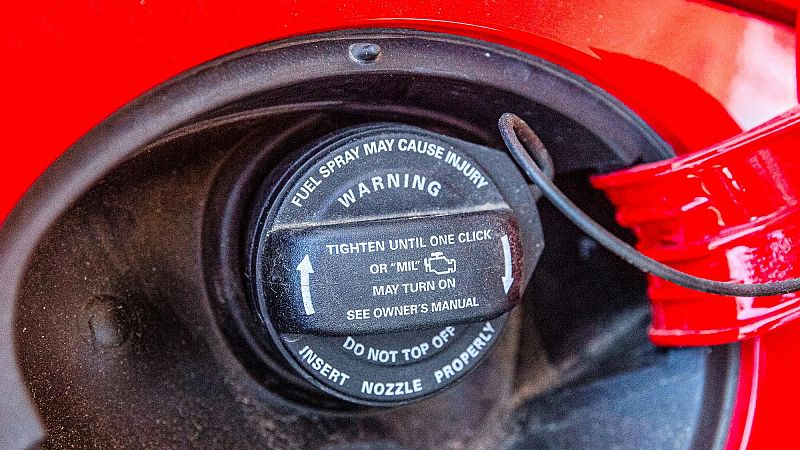 FUEL SPRAY MAY CAUSE INJURY
WARNING
TIGHTEN UNTIL ONE CLICK
OR "MIL"
MAY TURN ON
SEE OWNER'S MANUAL
DO NOT TOP OFF
INSERT NOZZLE PROPERLY